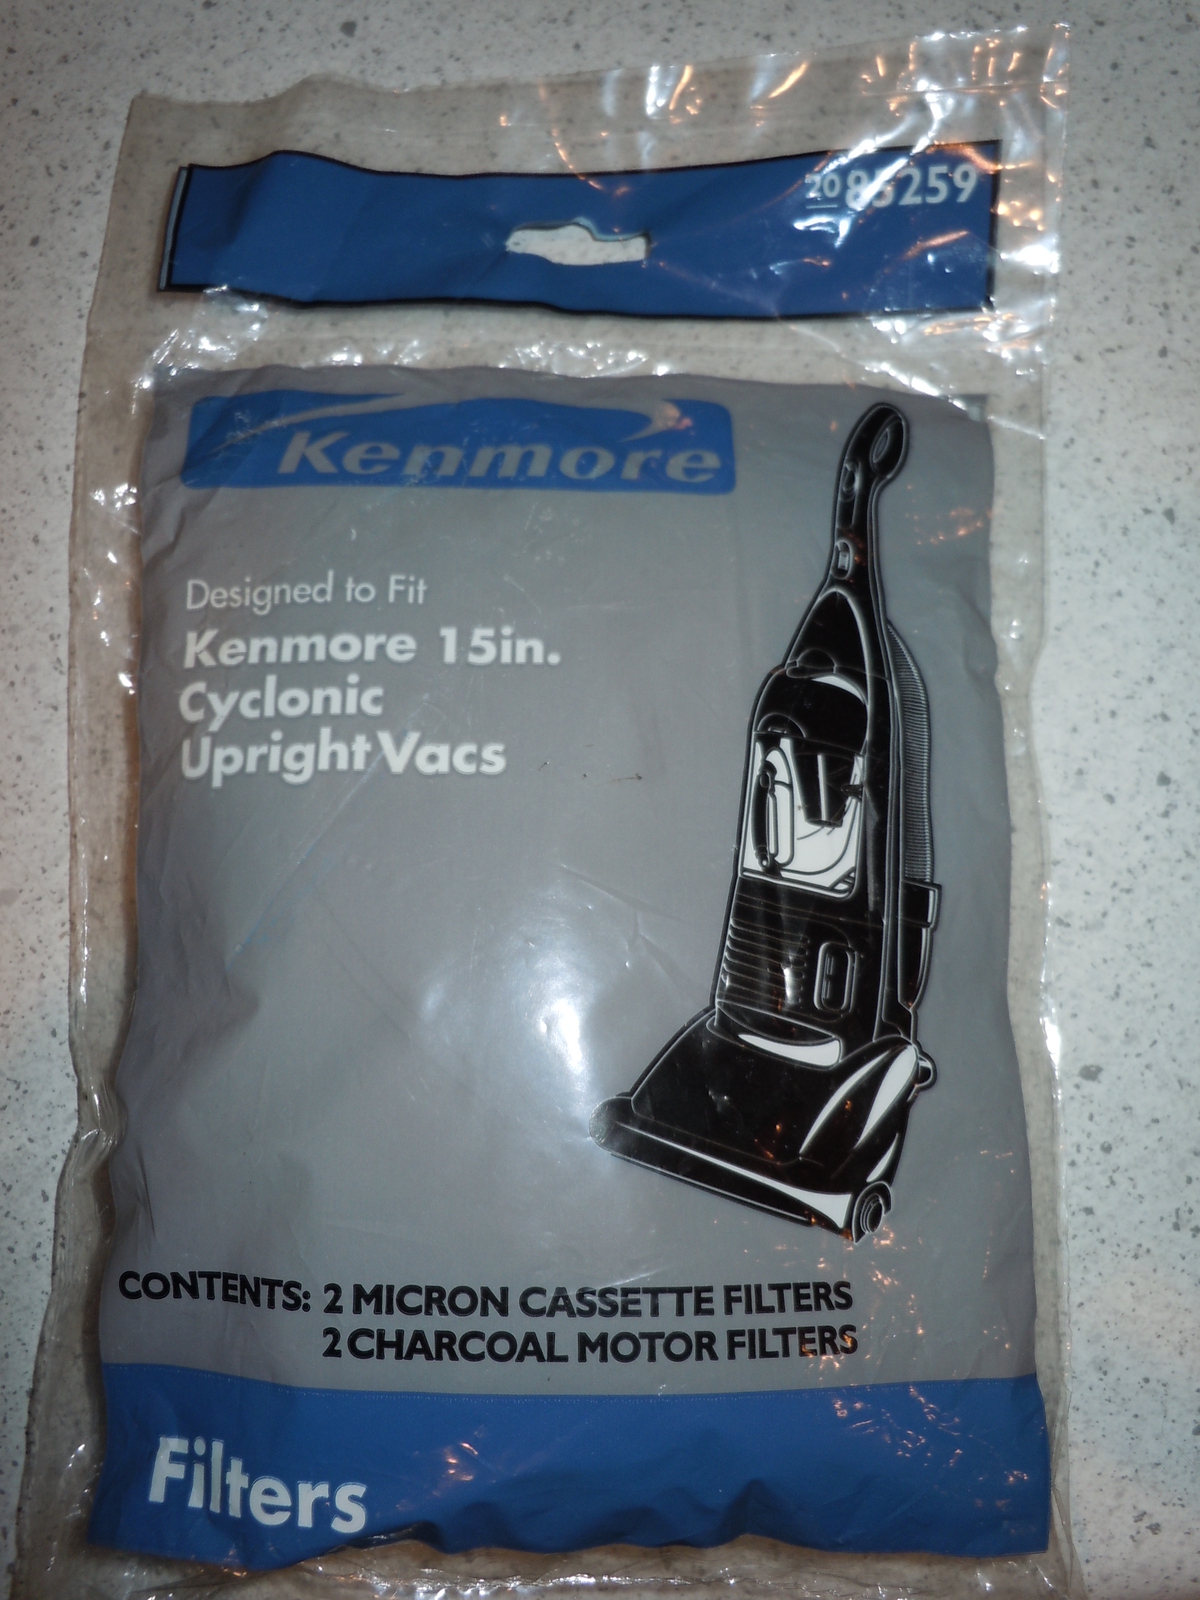 20 85259
Kenmore
Designed to Fit
Kenmore 15in.
Cyclonic
Upright Vacs
CONTENTS: 2 MICRON CASSETTE FILTERS
2 CHARCOAL MOTOR FILTERS
Filters